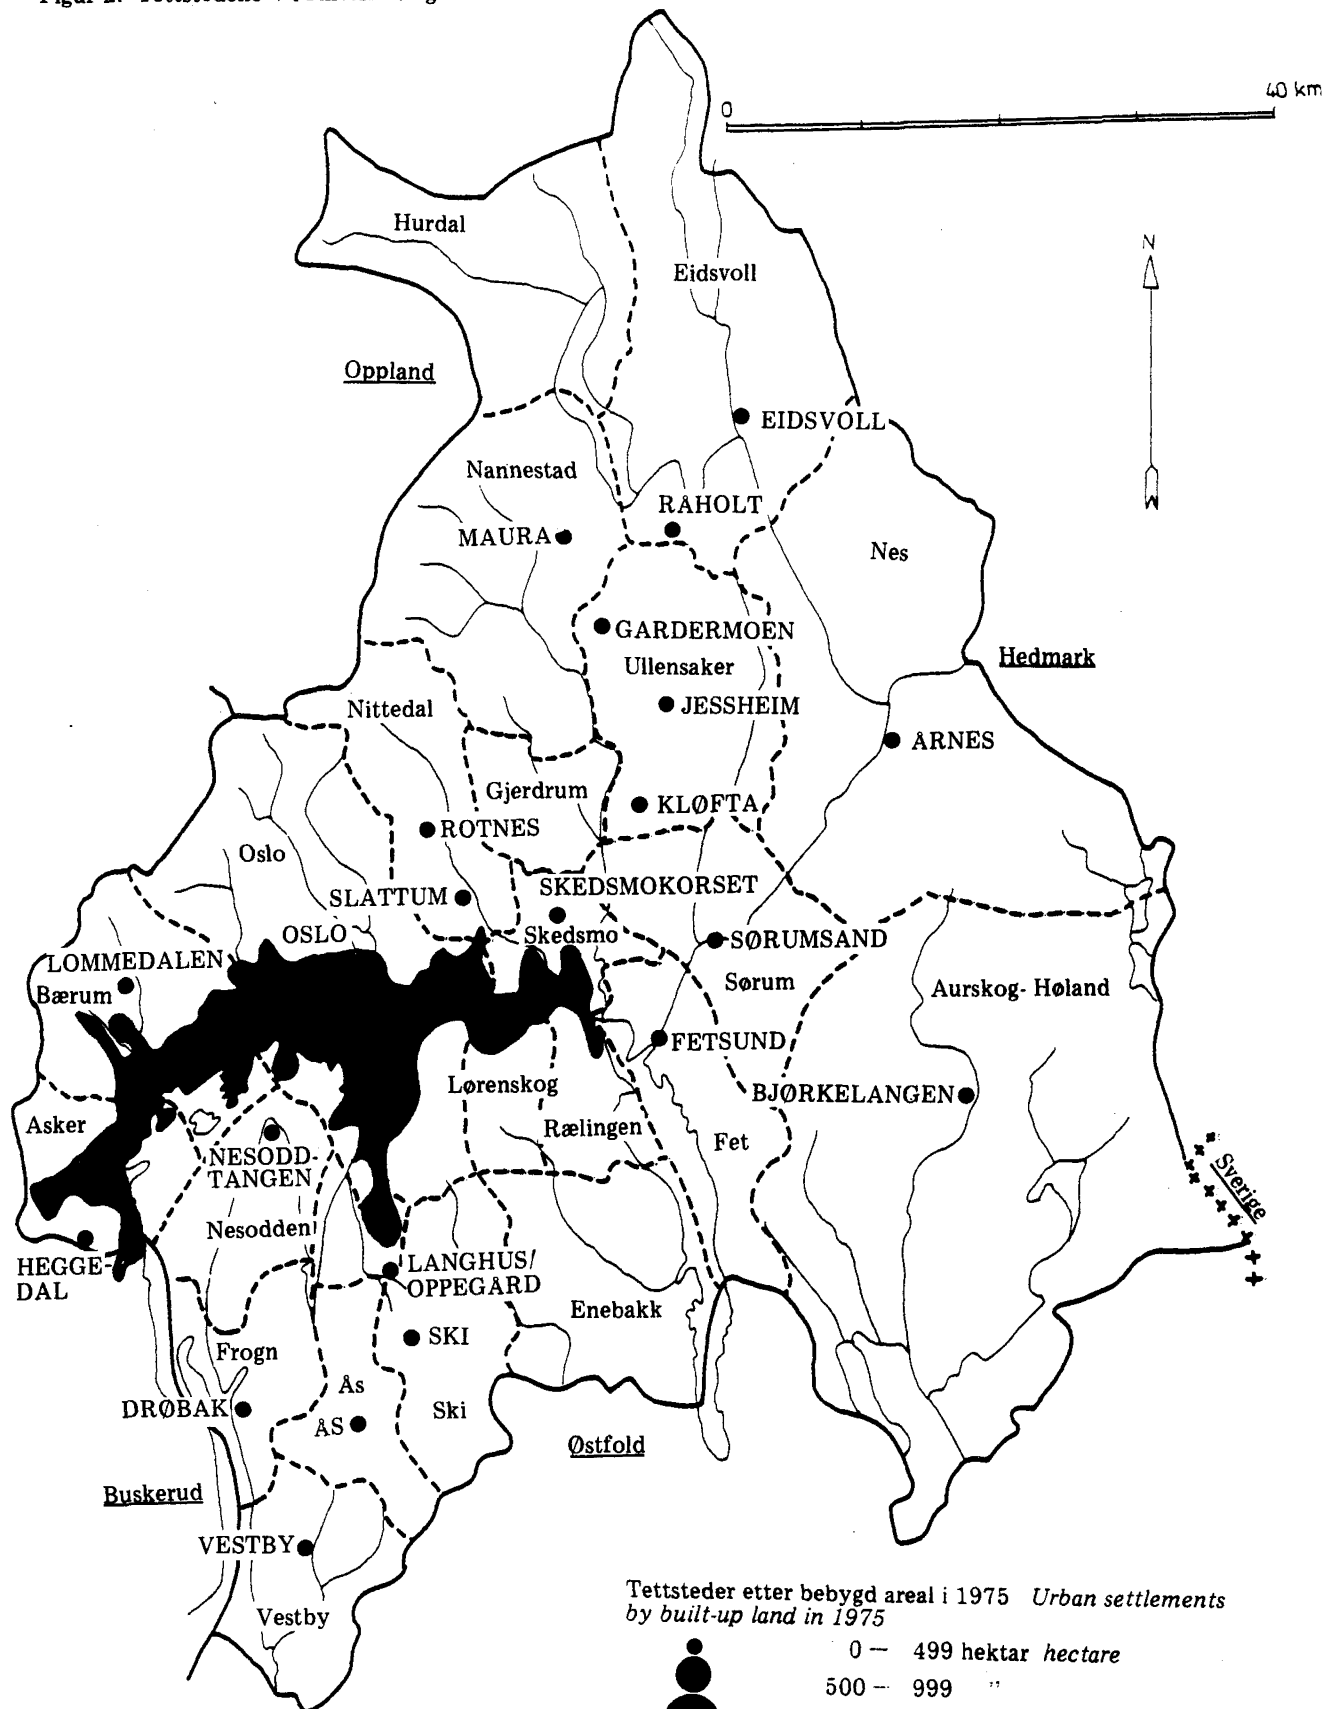 0
40 km
N
Hurdal
Eidsvoll
Oppland
EIDSVOLL
Nannestad
RÅHOLT
MAURA
Nes
GARDERMOEN
Ullensaker
Hedmark
JESSHEIM
Nittedal
ÅRNES
Gjerdrum
KLØFTA
ROTNES
Oslo
SKEDSMOKORSET
SLATTUM
Skedsmo
OSLO
SØRUMSAND
LOMMEDALEN
Sørum
Aurskog- Høland
Bærum
FETSUND
Lørenskog
BJØRKELANGEN
Asker
Rælingen
Fet
NESODD-
TANGEN
Sverige
Nesodden
HEGGE-
DAL
LANGHUS/
OPPEGÅRD
Enebakk
SKI
Frogn
Ås
DRØBAK
Ski
ÅS
Østfold
Buskerud
VESTBY
Vestby
Tettsteder etter bebygd areal i 1975 Urban settlements
by built-up land in 1975
0 – 499 hektar hectare
500 – 999 "